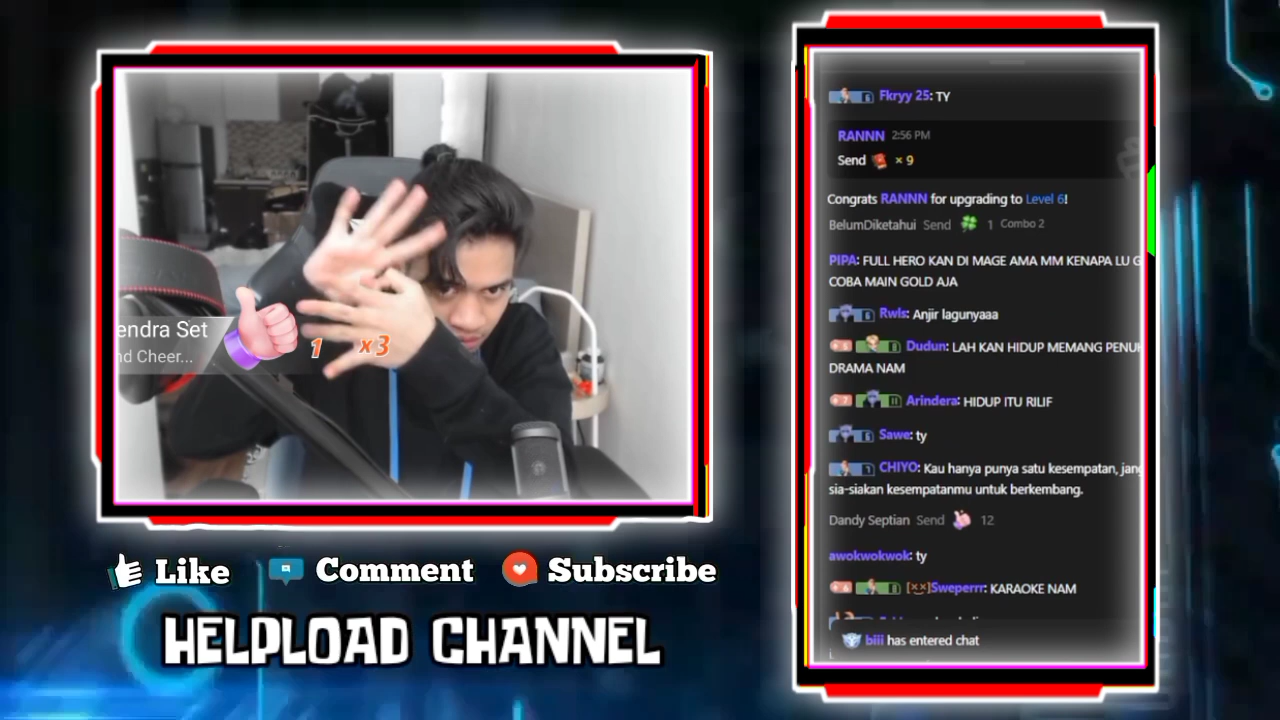 endra Set
nd Cheer...
1 x3
Like Comment Subscribe
HELPLOAD CHANNEL
Fkryy 25: TY
RANNN 2:56 PM
Send × 9
Congrats RANNN for upgrading to Level 6!
BelumDiketahui Send 1 Combo 2
PIPA: FULL HERO KAN DI MAGE AMA MM KENAPA LU G
COBA MAIN GOLD AJA
Rwls: Anjir lagunyaaa
Dudun: LAH KAN HIDUP MEMANG PENUH
DRAMA NAM
Arindera: HIDUP ITU RILIF
Sawe: ty
CHIYO: Kau hanya punya satu kesempatan, jang
sia-siakan kesempatanmu untuk berkembang.
Dandy Septian Send 12
awokwokwok: ty
Sweperrr: KARAOKE NAM
biii has entered chat